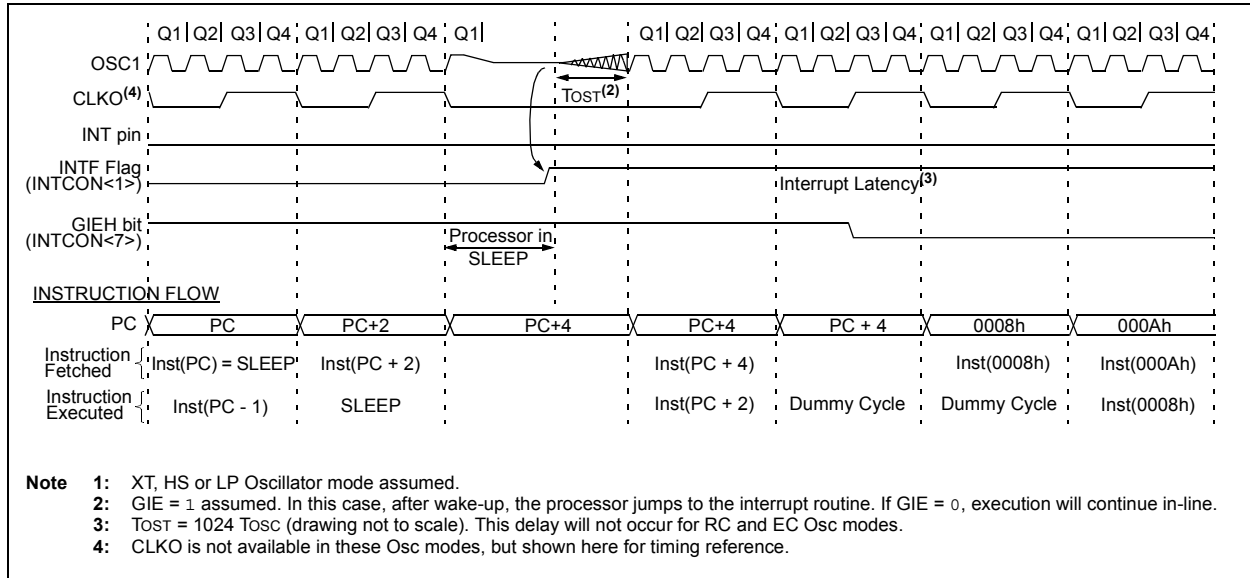 Q1| Q2| Q3| Q4| Q1| Q2| Q3| Q4| Q1| Q1| Q2| Q3| Q4| Q1| Q2| Q3| Q4| Q1| Q2| Q3| Q4| Q1| Q2| Q3| Q4
OSC1
CLKO(4) TOST(2)
INT pin
INTF Flag
(INTCON<1>) Interrupt Latency(3)
GIEH bit
(INTCON<7>) Processor in
SLEEP
INSTRUCTION FLOW
PC PC PC+2 PC+4 PC+4 PC + 4 0008h 000Ah
Instruction
Fetched Inst(PC) = SLEEP Inst(PC + 2) Inst(PC + 4) Inst(0008h) Inst(000Ah)
Instruction
Executed Inst(PC - 1) SLEEP Inst(PC + 2) Dummy Cycle Dummy Cycle Inst(0008h)
Note 1: XT, HS or LP Oscillator mode assumed.
2: GIE = 1 assumed. In this case, after wake-up, the processor jumps to the interrupt routine. If GIE = 0, execution will continue in-line.
3: TOST = 1024 TOSC (drawing not to scale). This delay will not occur for RC and EC Osc modes.
4: CLKO is not available in these Osc modes, but shown here for timing reference.